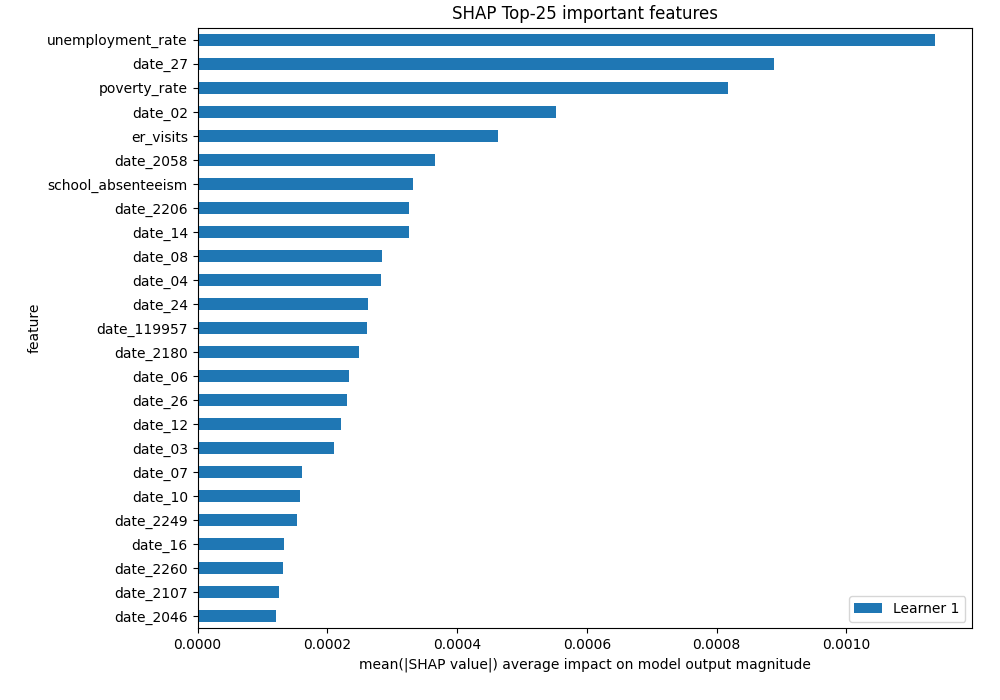 SHAP Top-25 important features
unemployment_rate
date_27
poverty_rate
date_02
er_visits
date_2058
school_absenteeism
date_2206
date_14
date_08
date_04
date_24
date_119957
date_2180
date_06
date_26
date_12
date_03
date_07
date_10
date_2249
date_16
date_2260
date_2107
date_2046
feature
Learner 1
0.0000 0.0002 0.0004 0.0006 0.0008 0.0010
mean(|SHAP value|) average impact on model output magnitude